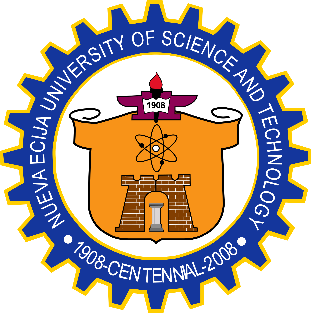 NUEVA ECIJA UNIVERSITY OF SCIENCE AND TECHNOLOGY
1908
1908-CENTENNIAL-2008